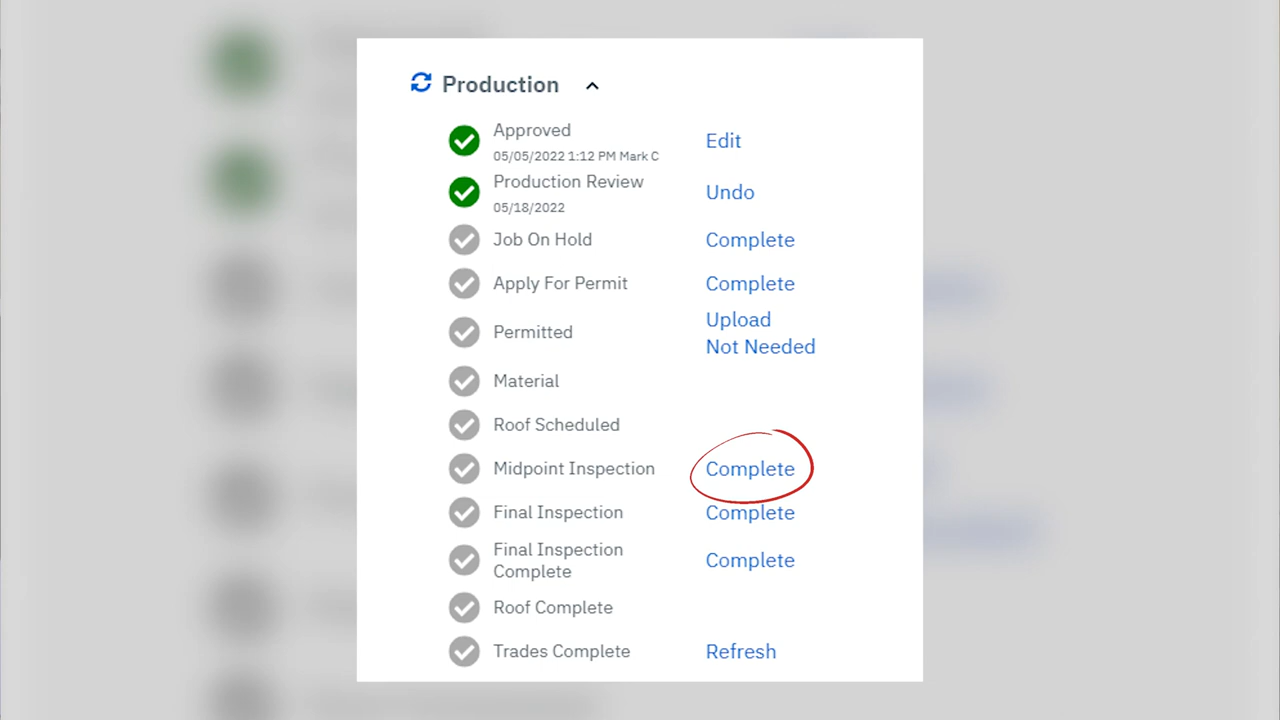 Production
Approved
Edit
05/05/2022 1:12 PM Mark C
Production Review
Undo
05/18/2022
Job On Hold
Complete
Apply For Permit
Complete
Permitted
Upload
Not Needed
Material
Roof Scheduled
Midpoint Inspection
Complete
Final Inspection
Complete
Final Inspection
Complete
Complete
Roof Complete
Trades Complete
Refresh